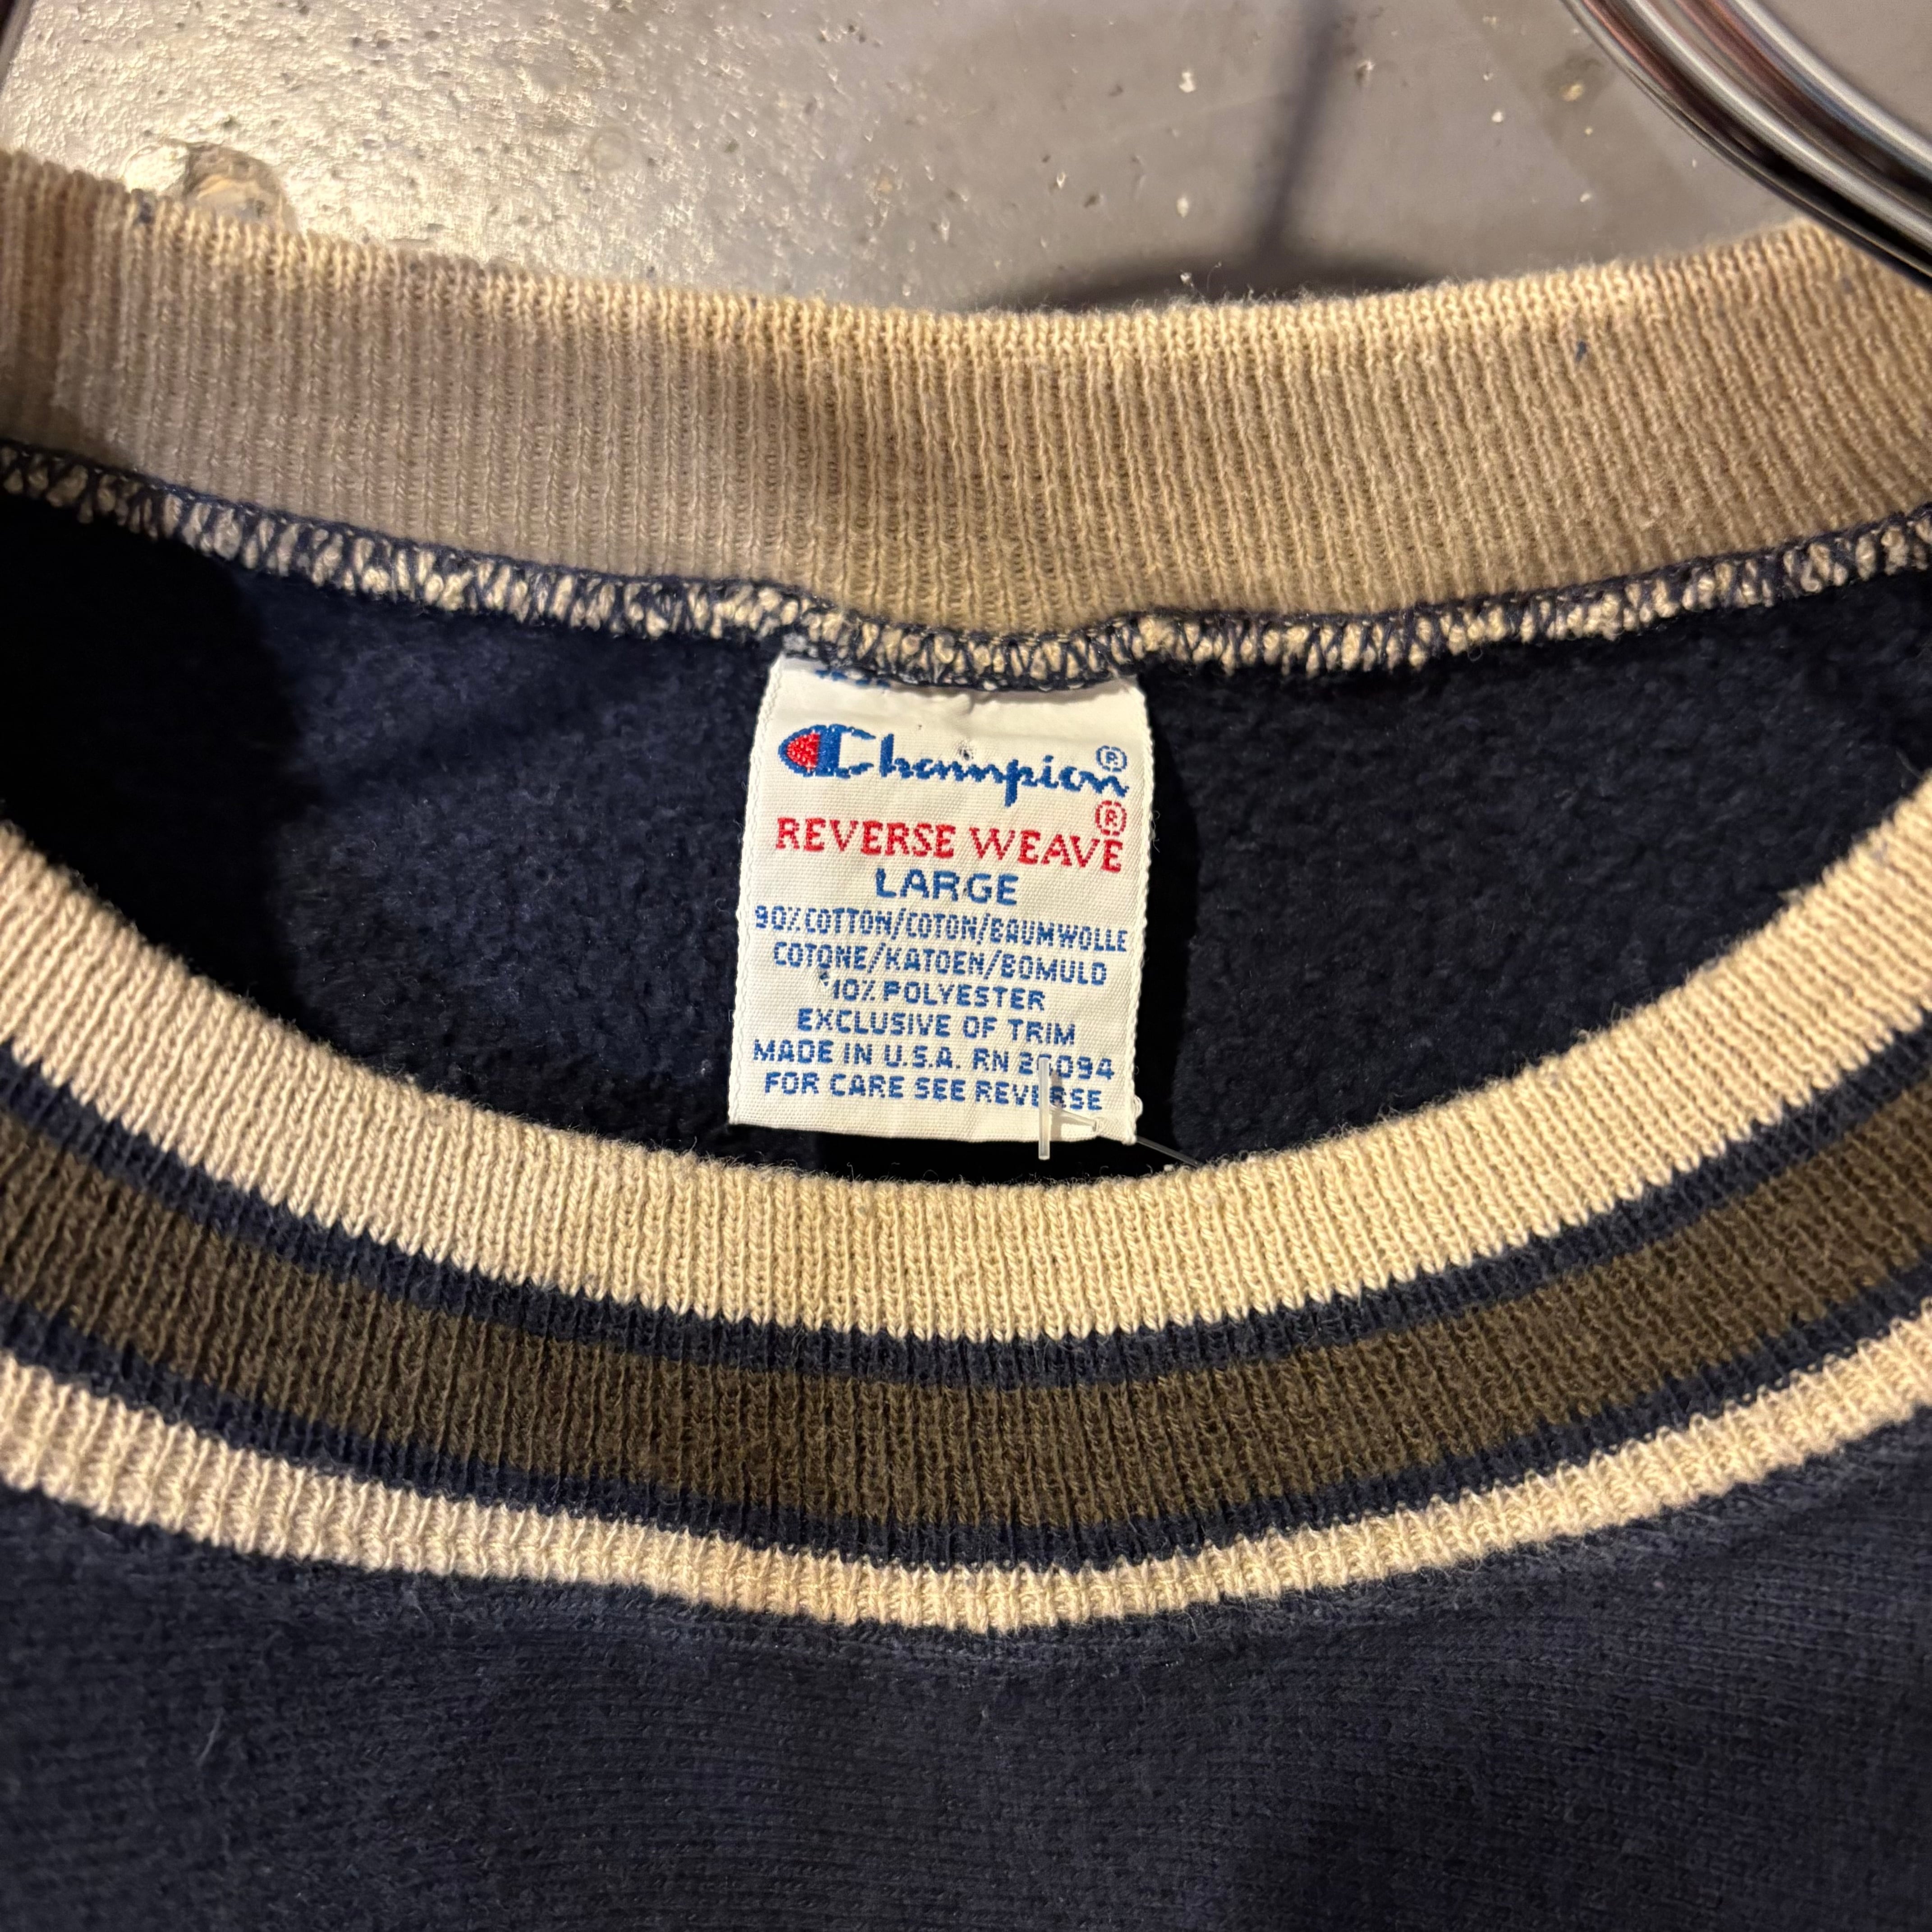 Champion®
REVERSE WEAVE®
LARGE
90% COTTON/COTON/BAUMWOLLE
COTONE/KATOEN/BOMULD
10% POLYESTER
EXCLUSIVE OF TRIM
MADE IN U.S.A. RN 26094
FOR CARE SEE REVERSE